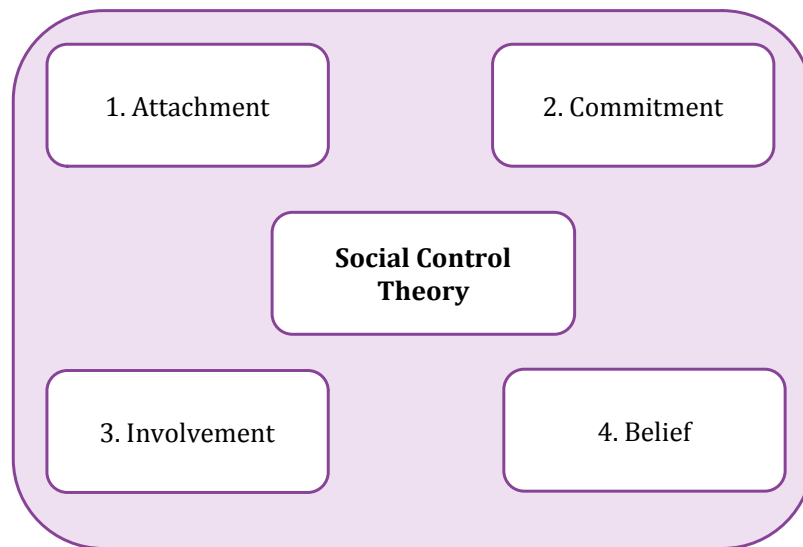 1. Attachment
2. Commitment
Social Control
Theory
3. Involvement
4. Belief